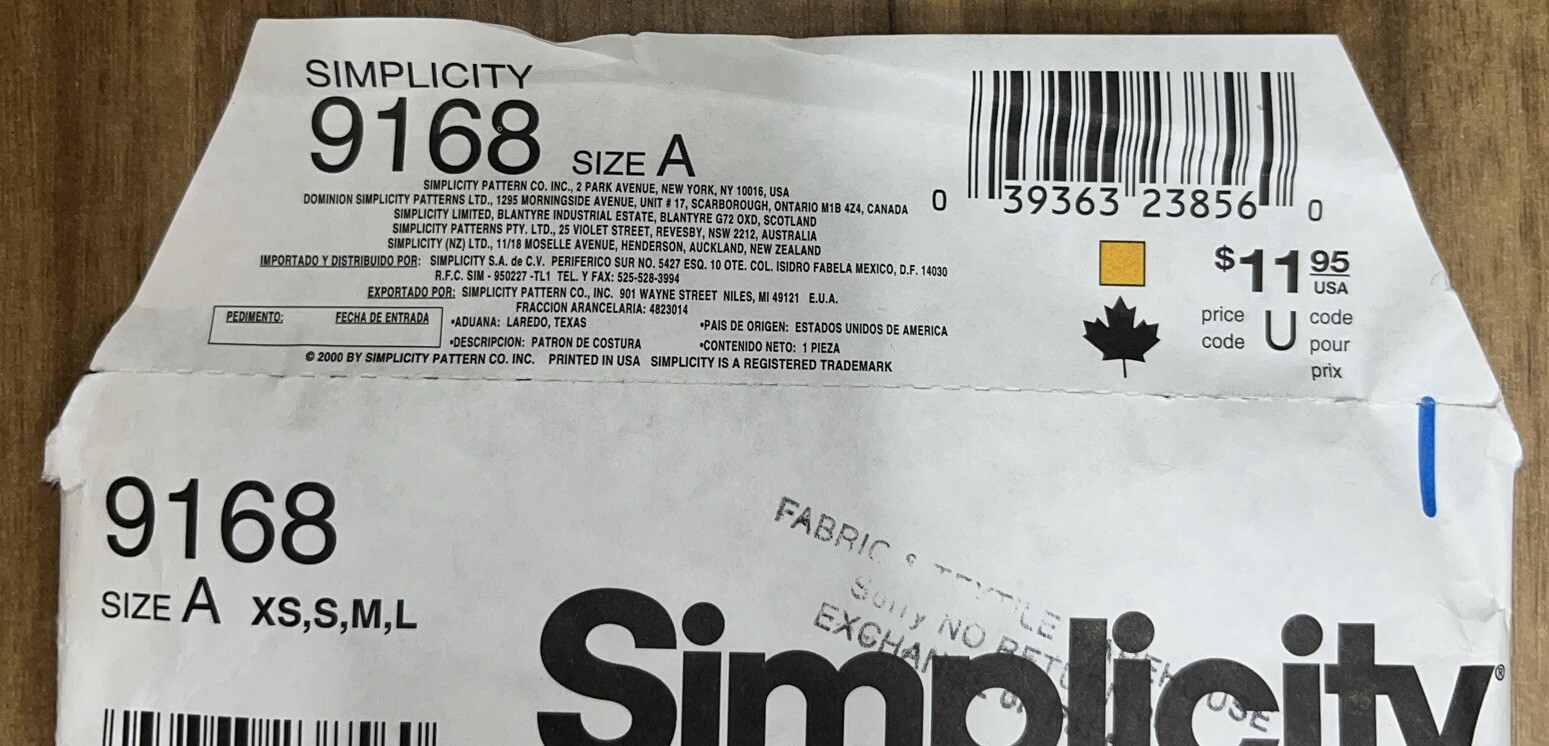 SIMPLICITY
9168 SIZE A
SIMPLICITY PATTERN CO. INC., 2 PARK AVENUE, NEW YORK, NY 10016, USA
DOMINION SIMPLICITY PATTERNS LTD., 1295 MORNINGSIDE AVENUE, UNIT # 17, SCARBOROUGH, ONTARIO M1B 4Z4, CANADA
SIMPLICITY LIMITED, BLANTYRE INDUSTRIAL ESTATE, BLANTYRE G72 OXD, SCOTLAND
SIMPLICITY PATTERNS PTY. LTD., 25 VIOLET STREET, REVESBY, NSW 2212, AUSTRALIA
SIMPLICITY (NZ) LTD., 11/18 MOSELLE AVENUE, HENDERSON, AUCKLAND, NEW ZEALAND
IMPORTADO Y DISTRIBUIDO POR: SIMPLICITY S.A. de C.V. PERIFERICO SUR NO. 5427 ESQ. 10 OTE. COL. ISIDRO FABELA MEXICO, D.F. 14030
R.F.C. SIM - 950227 -TL1 TEL. Y FAX: 525-528-3994
EXPORTADO POR: SIMPLICITY PATTERN CO., INC. 901 WAYNE STREET NILES, MI 49121 E.U.A.
FRACCION ARANCELARIA: 4823014
PEDIMENTO: FECHA DE ENTRADA
•ADUANA: LAREDO, TEXAS •PAIS DE ORIGEN: ESTADOS UNIDOS DE AMERICA
•DESCRIPCION: PATRON DE COSTURA •CONTENIDO NETO: 1 PIEZA
© 2000 BY SIMPLICITY PATTERN CO. INC. PRINTED IN USA SIMPLICITY IS A REGISTERED TRADEMARK
0 39363 23856 0
$11 95
USA
price code U code pour prix
9168
SIZE A XS,S,M,L
FABRIC & TEXTILE WAREHOUSE
Sorry NO
Simplicity®